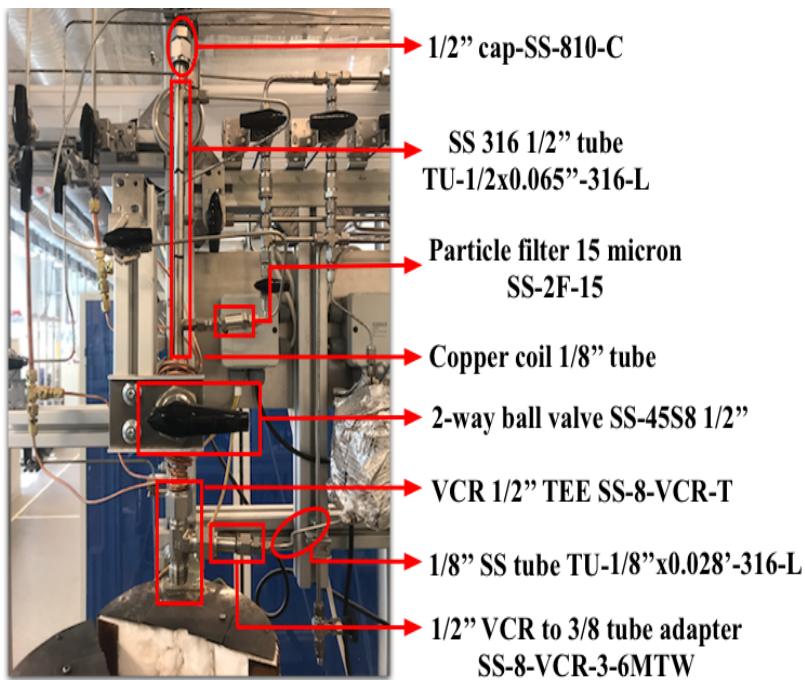 1/2” cap-SS-810-C
SS 316 1/2” tube
TU-1/2x0.065”-316-L
Particle filter 15 micron
SS-2F-15
Copper coil 1/8” tube
2-way ball valve SS-45S8 1/2”
VCR 1/2” TEE SS-8-VCR-T
1/8” SS tube TU-1/8”x0.028’-316-L
1/2” VCR to 3/8 tube adapter
SS-8-VCR-3-6MTW